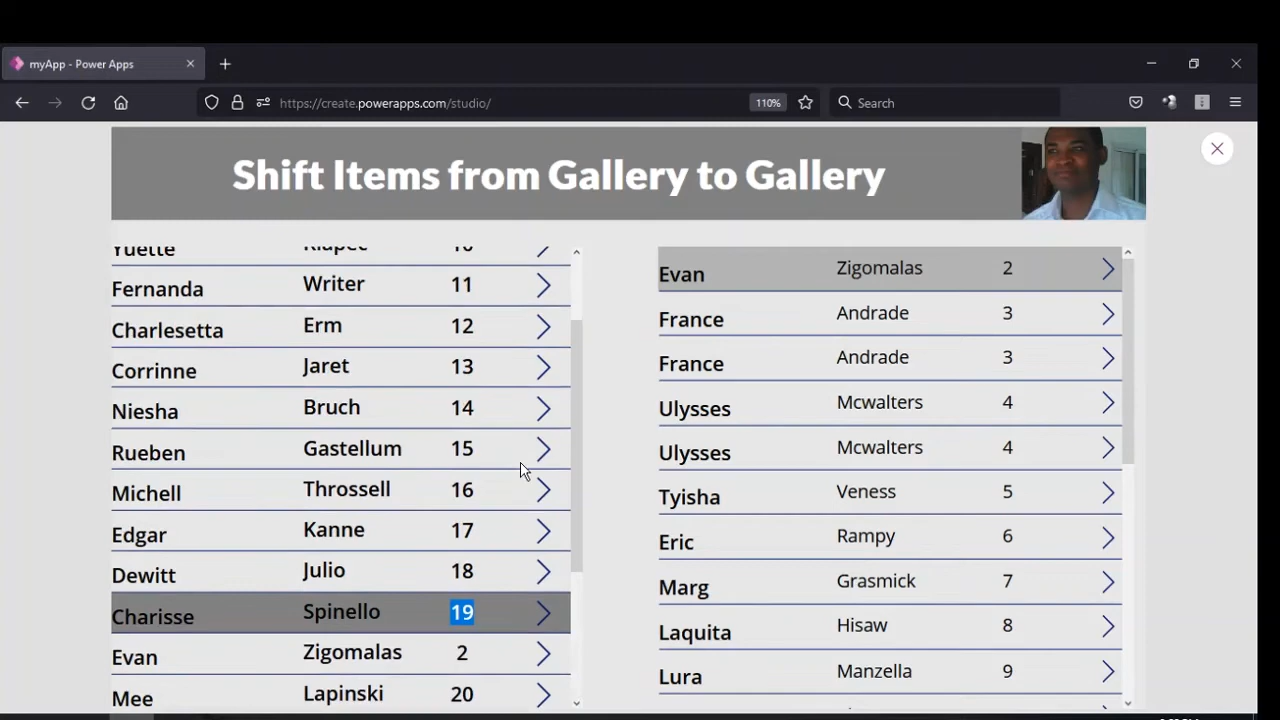 myApp - Power Apps
https://create.powerapps.com/studio/
110%
Search
Shift Items from Gallery to Gallery
Yuette Klapec 10
Fernanda Writer 11
Charlesetta Erm 12
Corrinne Jaret 13
Niesha Bruch 14
Rueben Gastellum 15
Michell Throssell 16
Edgar Kanne 17
Dewitt Julio 18
Charisse Spinello 19
Evan Zigomalas 2
Mee Lapinski 20
Evan Zigomalas 2
France Andrade 3
France Andrade 3
Ulysses Mcwalters 4
Ulysses Mcwalters 4
Tyisha Veness 5
Eric Rampy 6
Marg Grasmick 7
Laquita Hisaw 8
Lura Manzella 9